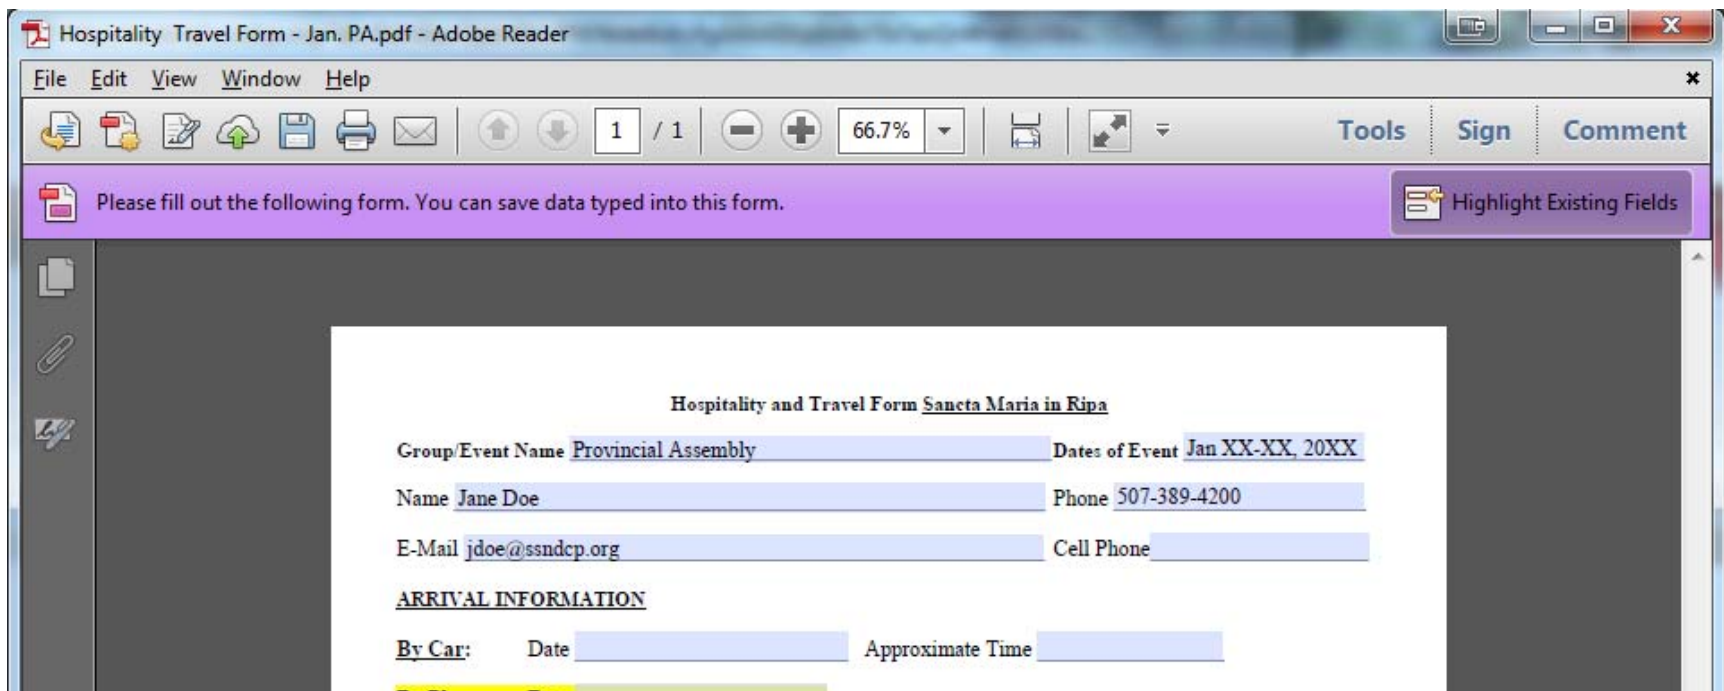 Hospitality  Travel Form - Jan. PA.pdf - Adobe Reader
File Edit View Window Help
1 / 1 66.7% Tools Sign Comment
Please fill out the following form. You can save data typed into this form. Highlight Existing Fields
Hospitality and Travel Form Sancta Maria in Ripa
Group/Event Name Provincial Assembly Dates of Event Jan XX-XX, 20XX
Name Jane Doe Phone 507-389-4200
E-Mail jdoe@ssndcp.org Cell Phone
ARRIVAL INFORMATION
By Car: Date Approximate Time